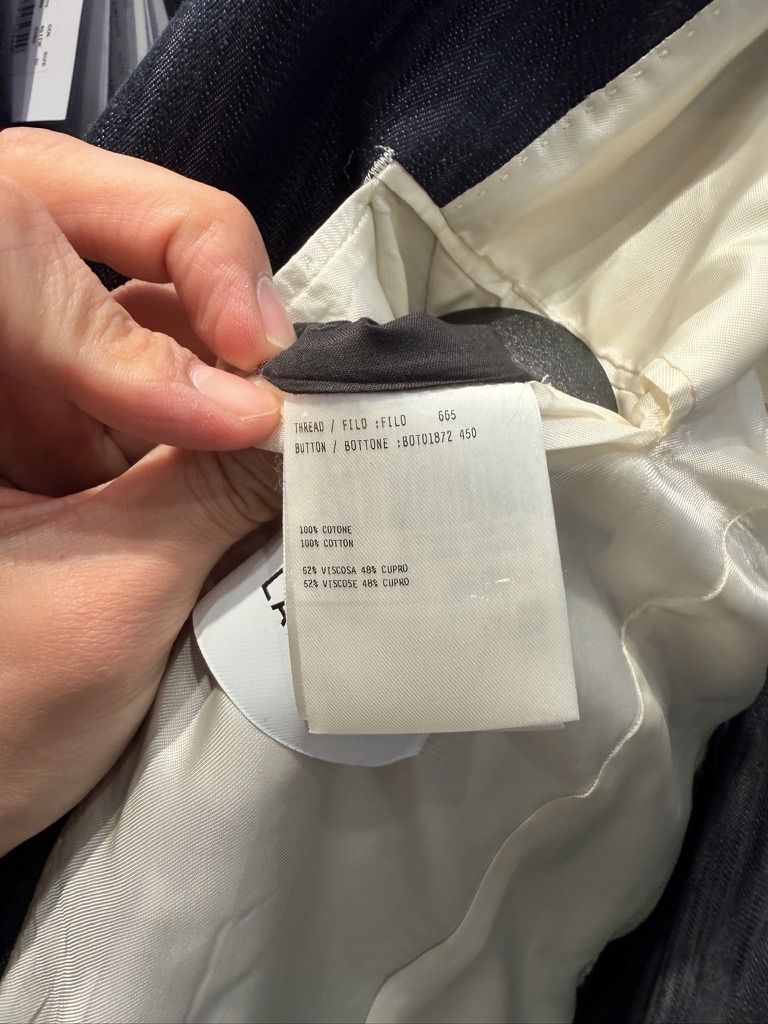 THREAD / FILO :FILO 665
BUTTON / BOTTONE :BOT01872 450
100% COTONE
100% COTTON
52% VISCOSA 48% CUPRO
52% VISCOSE 48% CUPRO